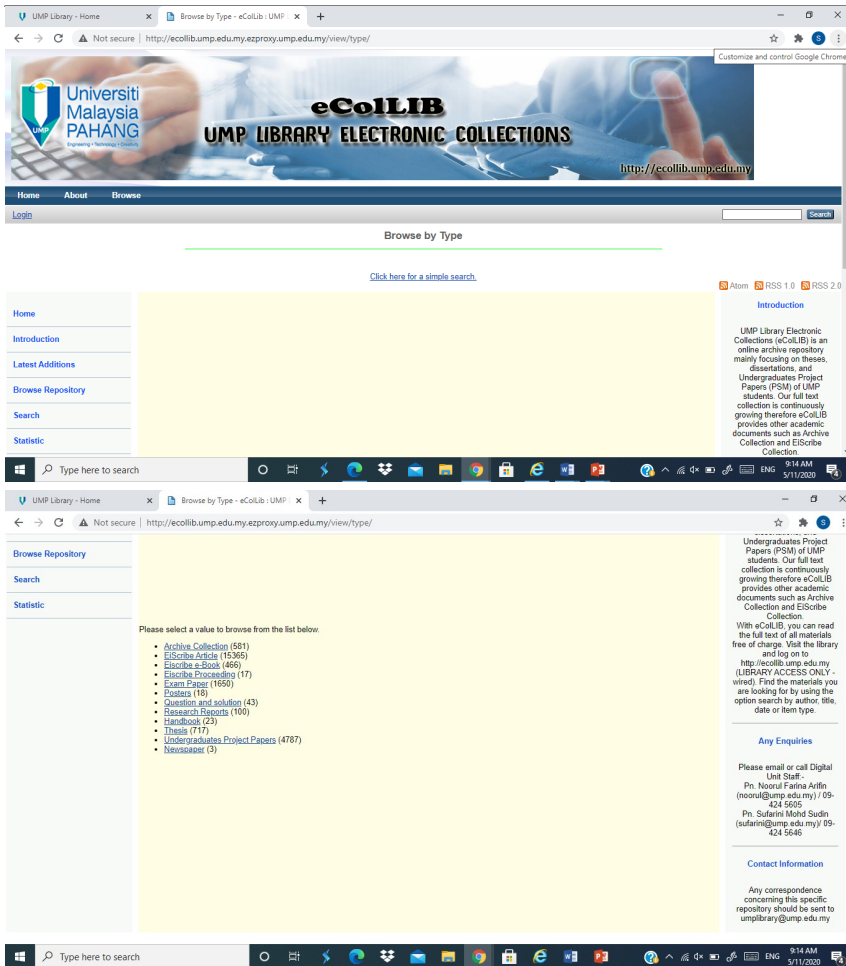 UMP Library - Home
Browse by Type - eColLib : UMP L
Not secure | http://ecollib.ump.edu.my.ezproxy.ump.edu.my/view/type/
S
Customize and control Google Chrome
Universiti
Malaysia
PAHANG
Engineering • Technology • Creativity
UMP
eColLIB
UMP LIBRARY ELECTRONIC COLLECTIONS
http://ecollib.ump.edu.my
Home About Browse
Login
Search
Browse by Type
Click here for a simple search.
Atom RSS 1.0 RSS 2.0
Home
Introduction
Latest Additions
Browse Repository
Search
Statistic
Introduction
UMP Library Electronic
Collections (eColLIB) is an
online archive repository
mainly focusing on theses,
dissertations, and
Undergraduates Project
Papers (PSM) of UMP
students. Our full text
collection is continuously
growing therefore eColLIB
provides other academic
documents such as Archive
Collection and EiScribe
Collection.
Type here to search
ENG
9:14 AM
5/11/2020
4
UMP Library - Home
Browse by Type - eColLib : UMP L
Not secure | http://ecollib.ump.edu.my.ezproxy.ump.edu.my/view/type/
S
Browse Repository
Search
Statistic
Please select a value to browse from the list below.
• Archive Collection (581)
• EiScribe Article (15365)
• Eiscribe e-Book (466)
• Eiscribe Proceeding (17)
• Exam Paper (1650)
• Posters (18)
• Question and solution (43)
• Research Reports (100)
• Handbook (23)
• Thesis (717)
• Undergraduates Project Papers (4787)
• Newspaper (3)
Undergraduates Project
Papers (PSM) of UMP
students. Our full text
collection is continuously
growing therefore eColLIB
provides other academic
documents such as Archive
Collection and EiScribe
Collection.
With eColLIB, you can read
the full text of all materials
free of charge. Visit the library
and log on to
http://ecollib.ump.edu.my
(LIBRARY ACCESS ONLY -
wired). Find the materials you
are looking for by using the
option search by author, title,
date or item type.
Any Enquiries
Please email or call Digital
Unit Staff:-
Pn. Noorul Farina Arifin
(noorul@ump.edu.my) / 09-
424 5605
Pn. Sufarini Mohd Sudin
(sufarini@ump.edu.my)/ 09-
424 5646
Contact Information
Any correspondence
concerning this specific
repository should be sent to
umplibrary@ump.edu.my
Type here to search
ENG
9:14 AM
5/11/2020
4